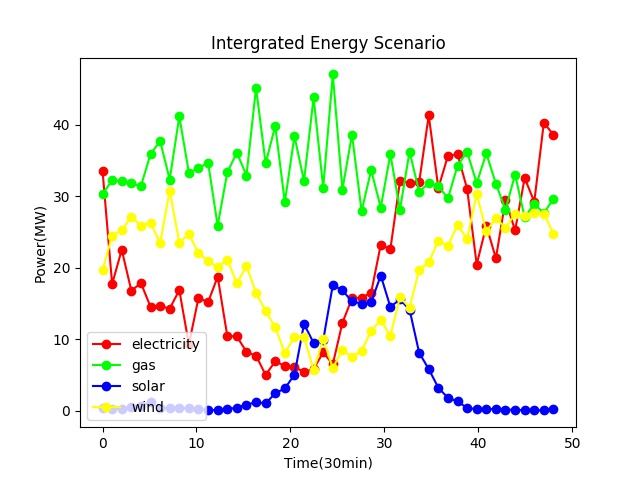 Intergrated Energy Scenario
Power(MW)
40
30
20
10
0
electricity
gas
solar
wind
0 10 20 30 40 50
Time(30min)